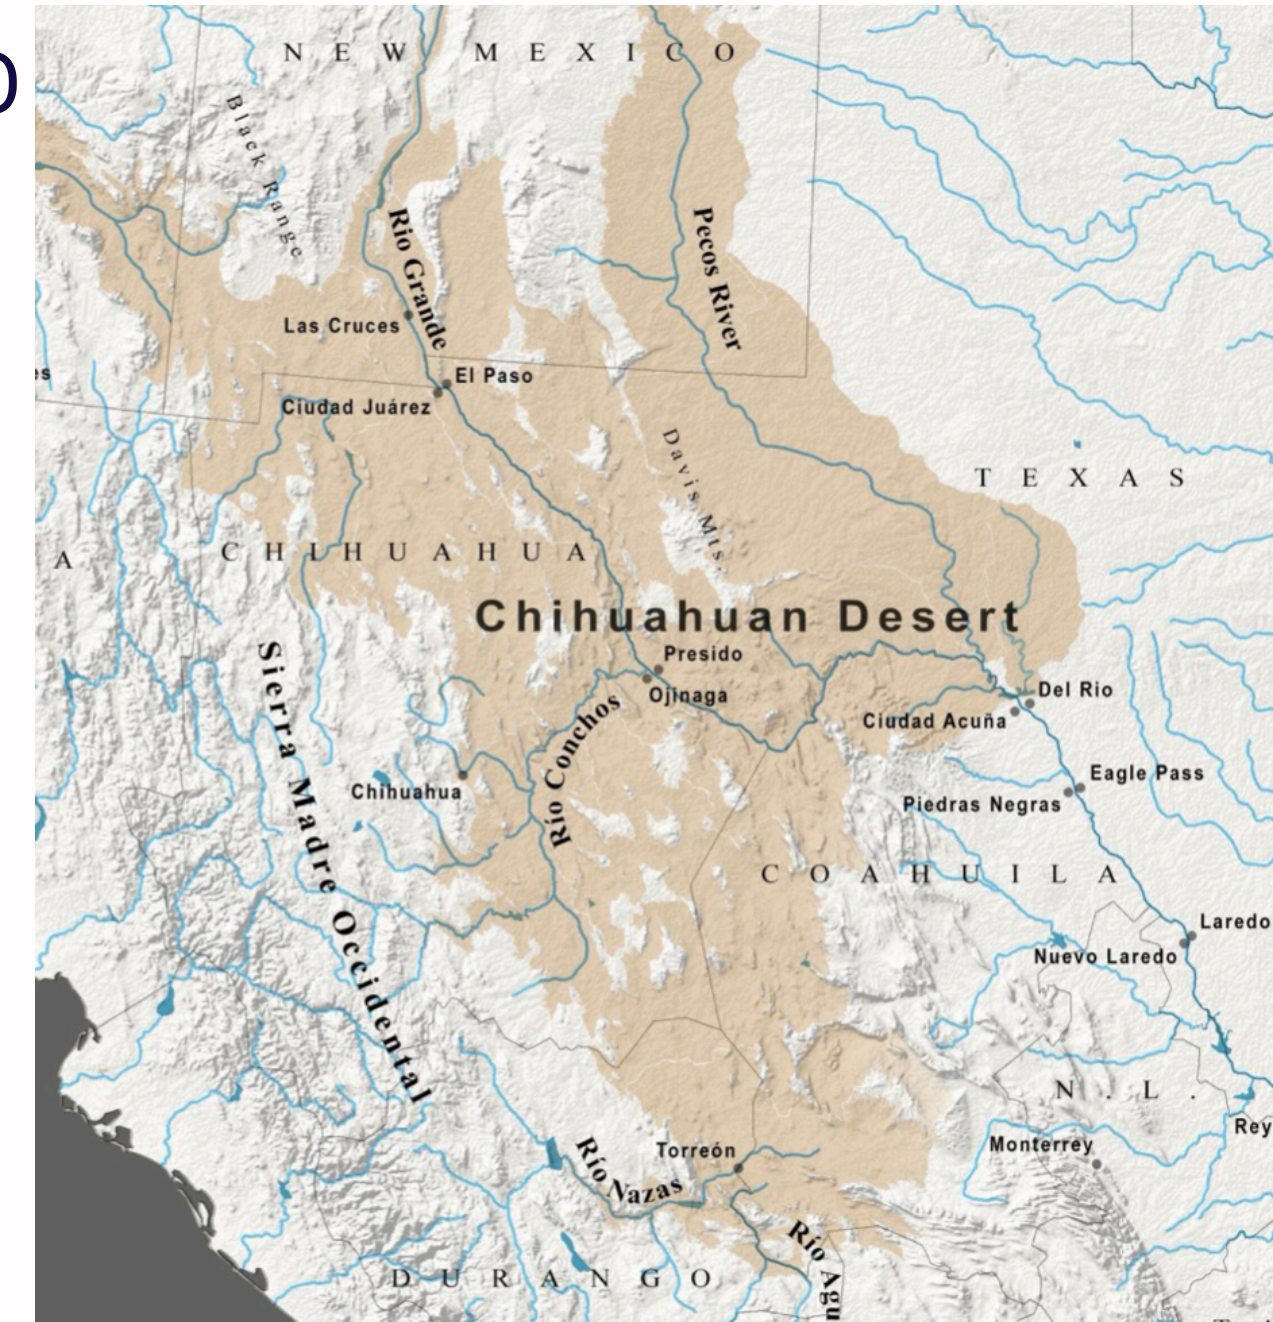 NEW MEXICO
Black Range
Rio Grande
Pecos River
Las Cruces
El Paso
Ciudad Juárez
Davis Mts.
TEXAS
A
CHIHUAHUA
Chihuahuan Desert
Presido
Ojinaga
Del Rio
Ciudad Acuña
Río Conchos
Sierra Madre Occidental
Chihuahua
Eagle Pass
Piedras Negras
COAHUILA
Laredo
Nuevo Laredo
N. L.
Rey
Monterrey
Torreón
Río Nazas
Río Agu
DURANGO